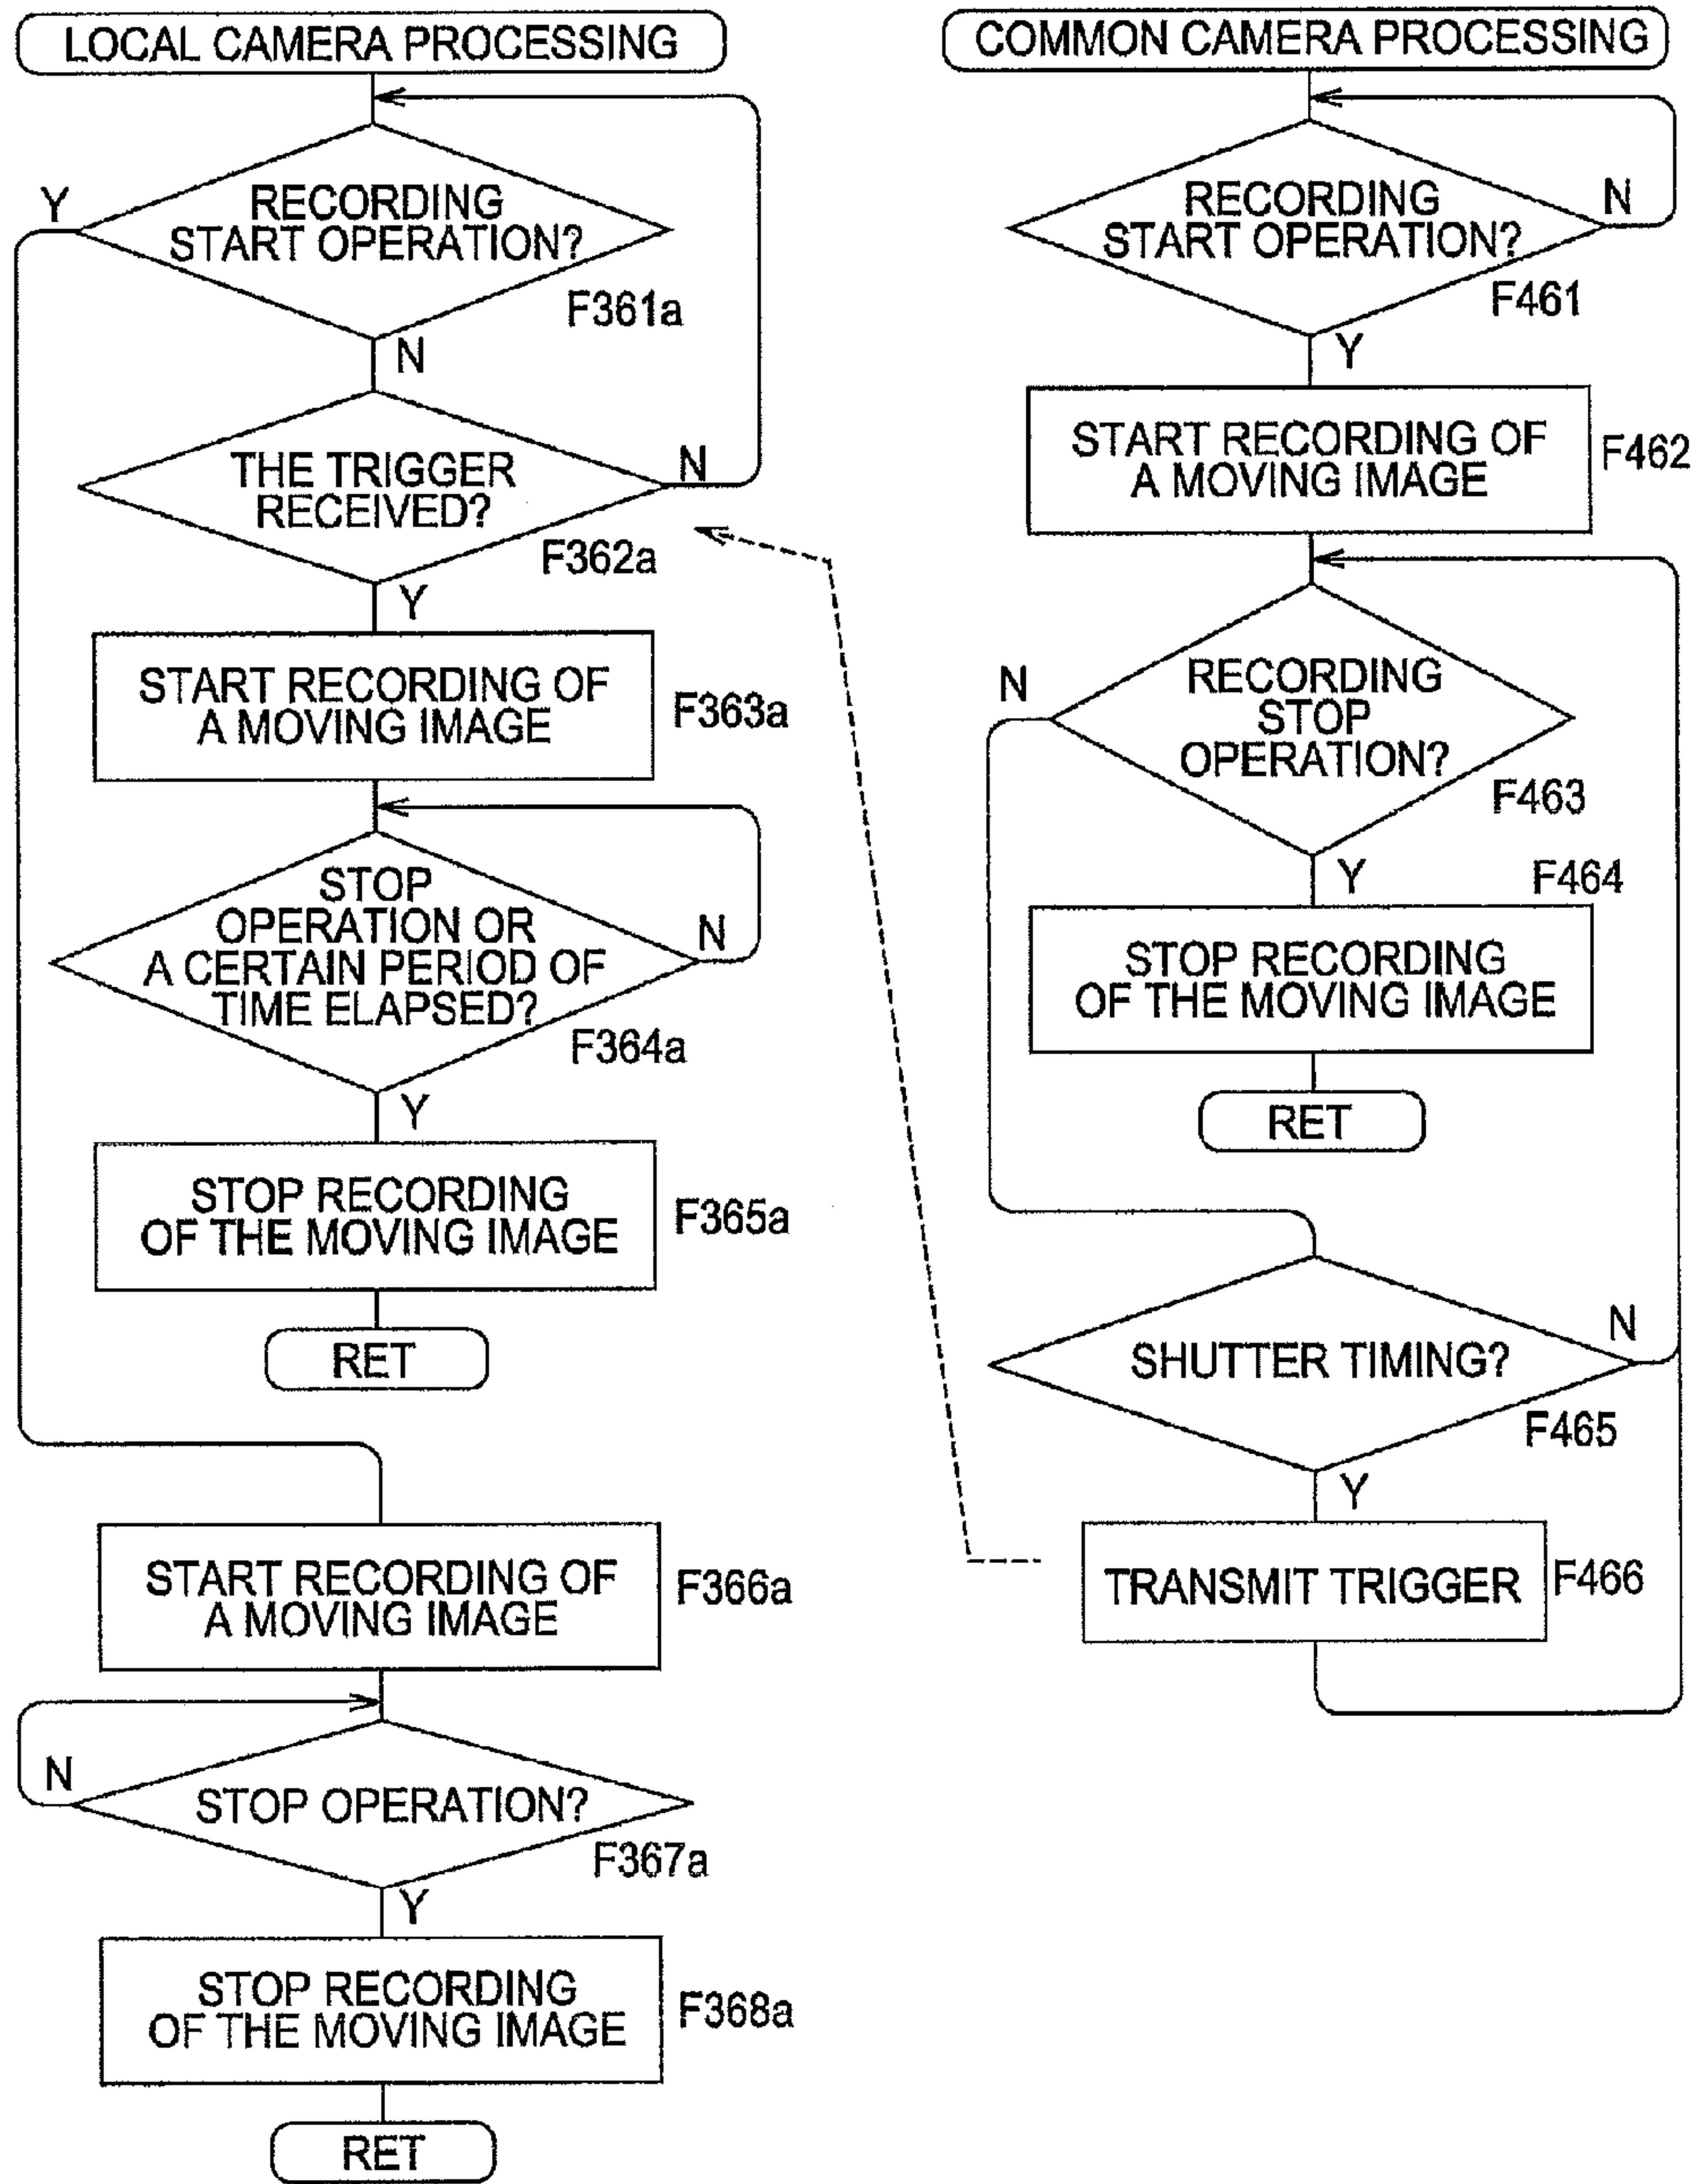 LOCAL CAMERA PROCESSING
Y
RECORDING
START OPERATION?
F361a
N
THE TRIGGER
RECEIVED?
N
F362a
Y
START RECORDING OF
A MOVING IMAGE
F363a
STOP
OPERATION OR
A CERTAIN PERIOD OF
TIME ELAPSED?
N
F364a
Y
STOP RECORDING
OF THE MOVING IMAGE
F365a
RET
START RECORDING OF
A MOVING IMAGE
F366a
N
STOP OPERATION?
F367a
Y
STOP RECORDING
OF THE MOVING IMAGE
F368a
RET
COMMON CAMERA PROCESSING
RECORDING
START OPERATION?
N
F461
Y
START RECORDING OF
A MOVING IMAGE
F462
N
RECORDING
STOP
OPERATION?
F463
Y
F464
STOP RECORDING
OF THE MOVING IMAGE
RET
SHUTTER TIMING?
N
F465
Y
TRANSMIT TRIGGER
F466